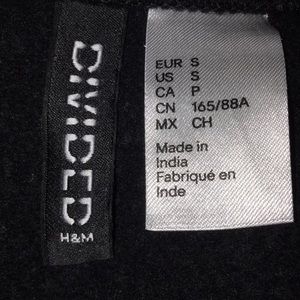 DIVIDED
H&M
EUR S
US S
CA P
CN 165/88A
MX CH
Made in
India
Fabriqué en
Inde